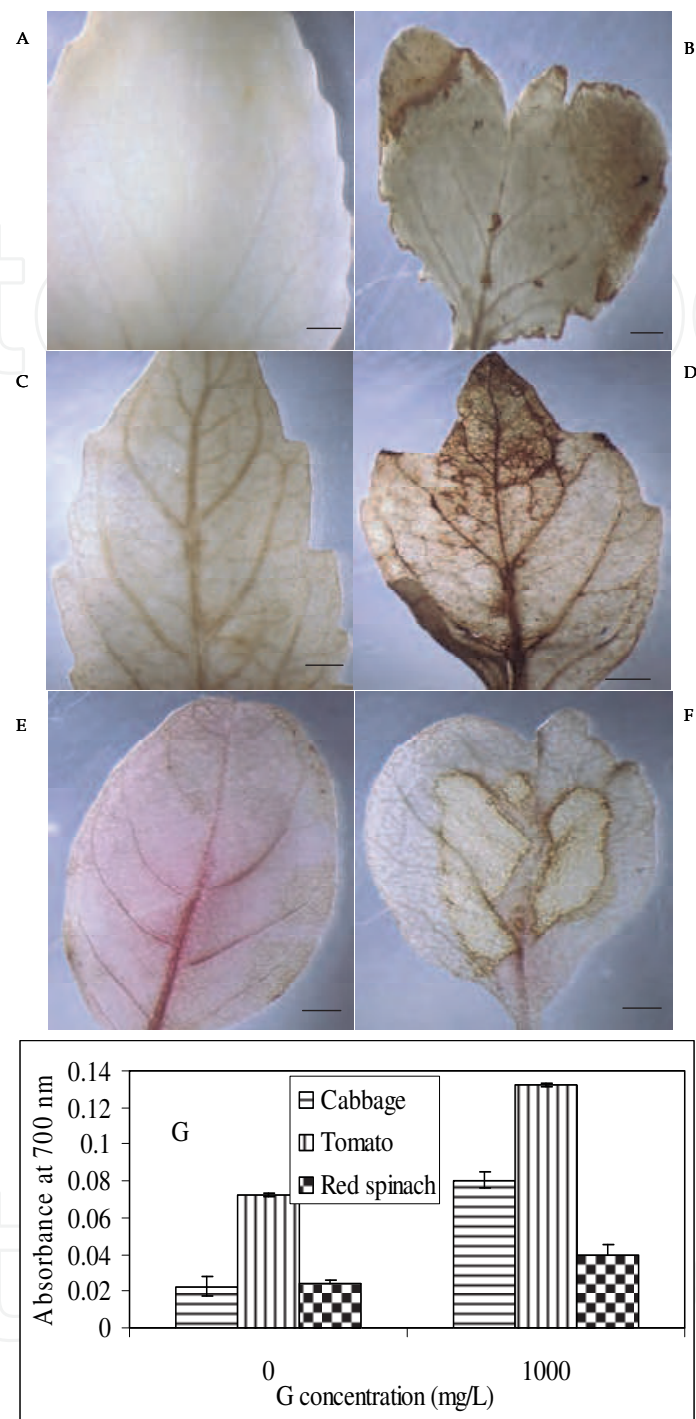 A
B
C
D
E
F
G
Absorbance at 700 nm
0.14
0.12
0.1
0.08
0.06
0.04
0.02
0
Cabbage
Tomato
Red spinach
0
1000
G concentration (mg/L)